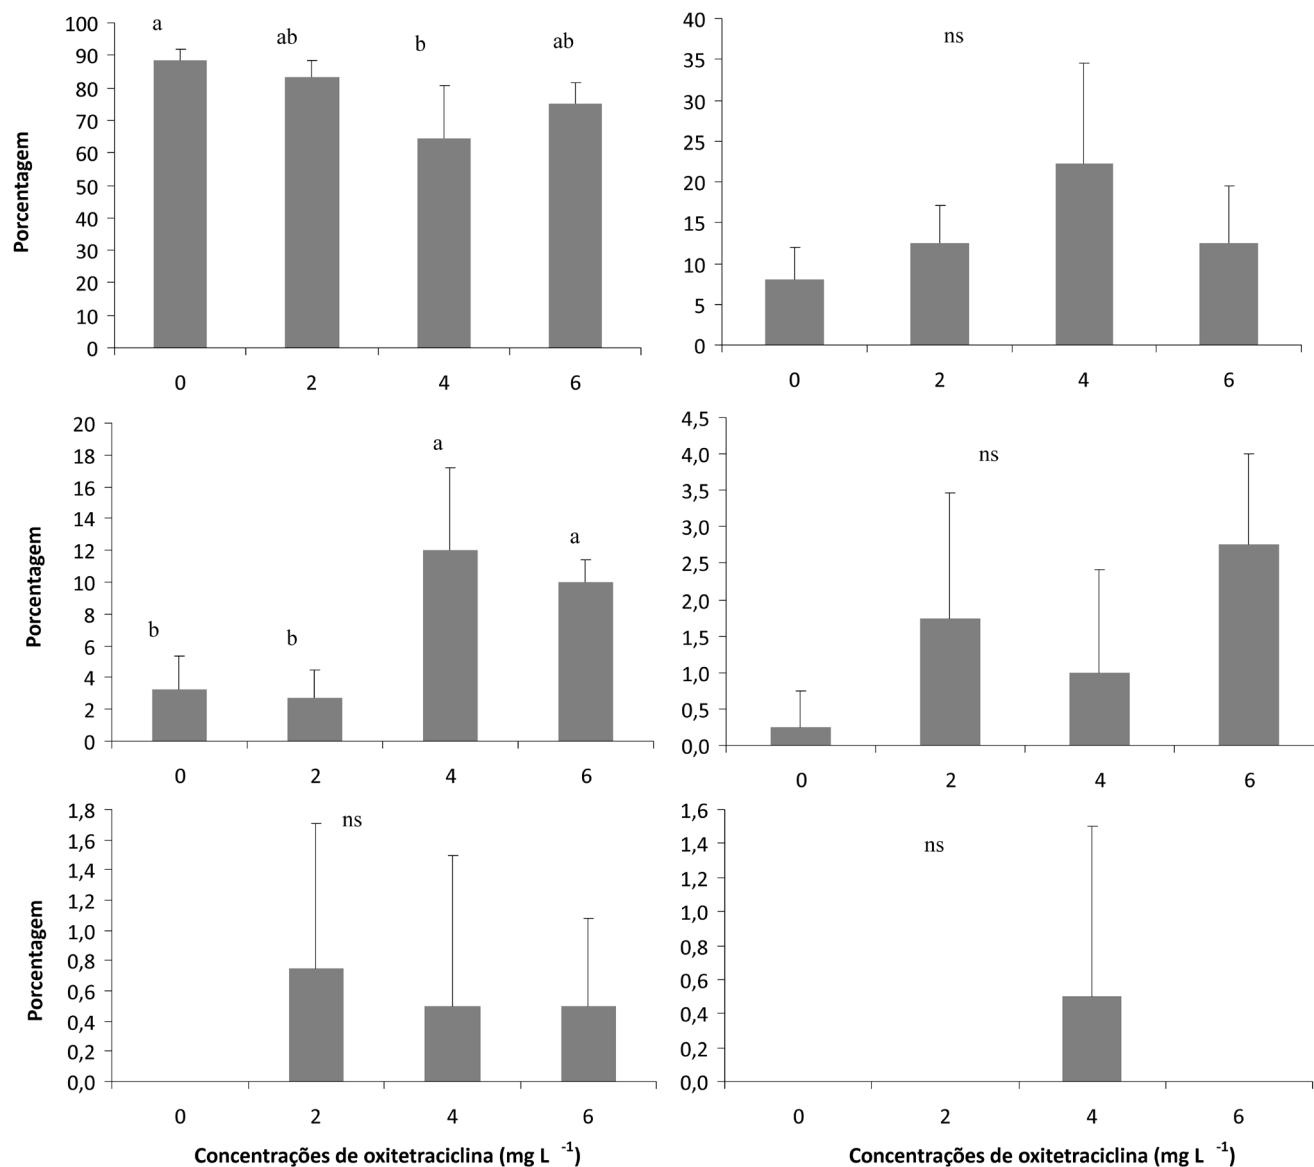 100
90
80
70
60
50
40
30
20
10
0
Porcentagem
a
ab
b
ab
0 2 4 6
40
35
30
25
20
15
10
5
0
ns
0 2 4 6
20
18
16
14
12
10
8
6
4
2
0
Porcentagem
b
b
a
a
0 2 4 6
4,5
4,0
3,5
3,0
2,5
2,0
1,5
1,0
0,5
0,0
ns
0 2 4 6
1,8
1,6
1,4
1,2
1,0
0,8
0,6
0,4
0,2
0,0
Porcentagem
ns
0 2 4 6
Concentrações de oxitetraciclina (mg L ⁻¹)
1,6
1,4
1,2
1,0
0,8
0,6
0,4
0,2
0,0
ns
0 2 4 6
Concentrações de oxitetraciclina (mg L ⁻¹)